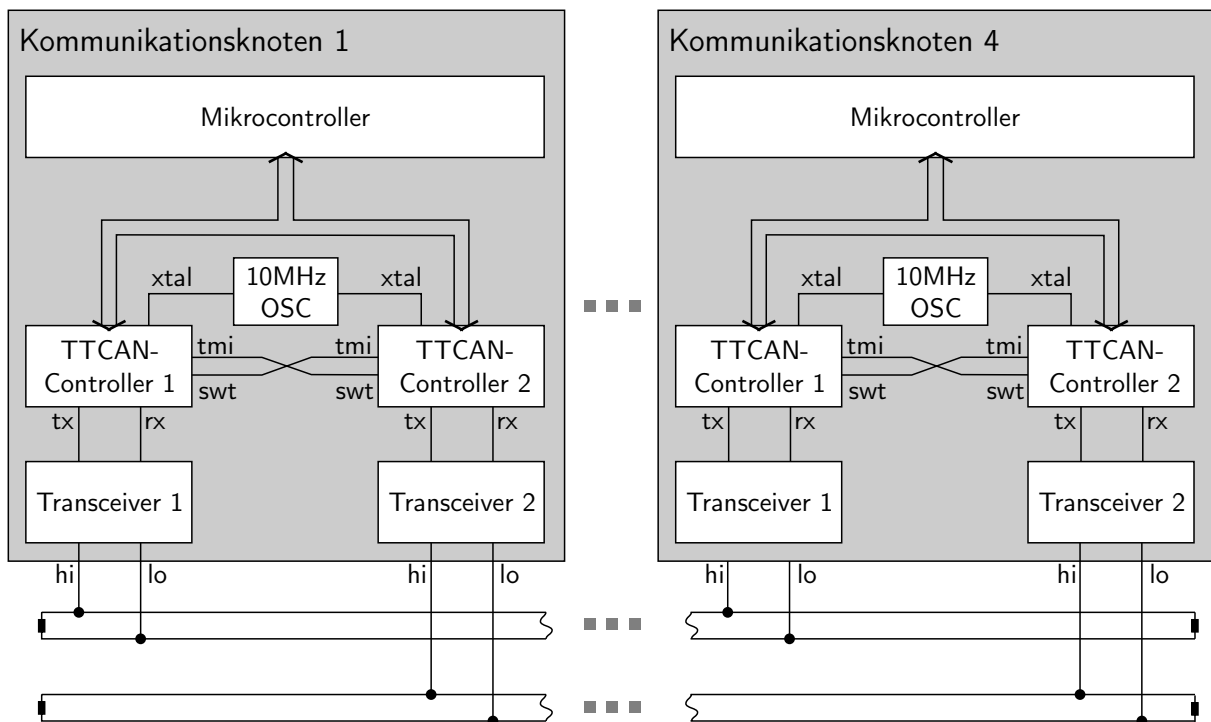 Kommunikationsknoten 1
Mikrocontroller
xtal
10MHz
OSC
xtal
TTCAN-
Controller 1
tmi
swt
tmi
swt
TTCAN-
Controller 2
tx
rx
tx
rx
Transceiver 1
Transceiver 2
hi
lo
hi
lo
Kommunikationsknoten 4
Mikrocontroller
xtal
10MHz
OSC
xtal
TTCAN-
Controller 1
tmi
swt
tmi
swt
TTCAN-
Controller 2
tx
rx
tx
rx
Transceiver 1
Transceiver 2
hi
lo
hi
lo